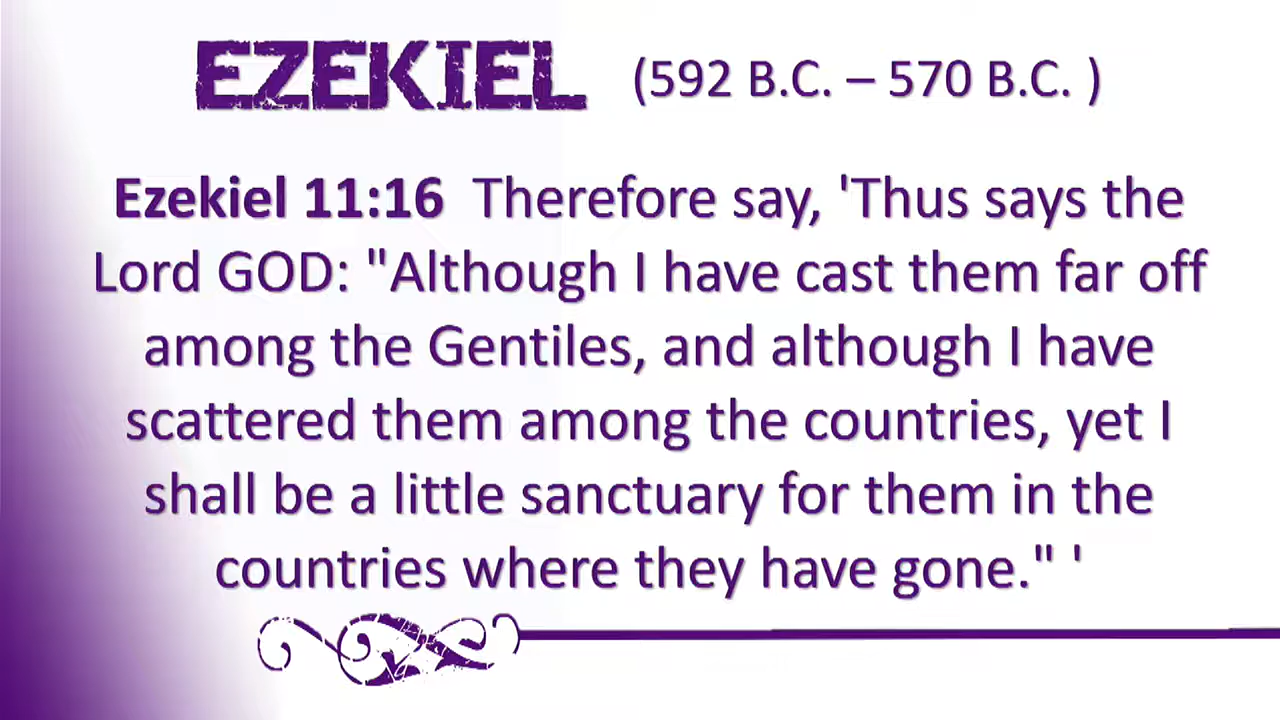 EZEKIEL (592 B.C. – 570 B.C. )
Ezekiel 11:16 Therefore say, 'Thus says the
Lord GOD: "Although I have cast them far off
among the Gentiles, and although I have
scattered them among the countries, yet I
shall be a little sanctuary for them in the
countries where they have gone." '